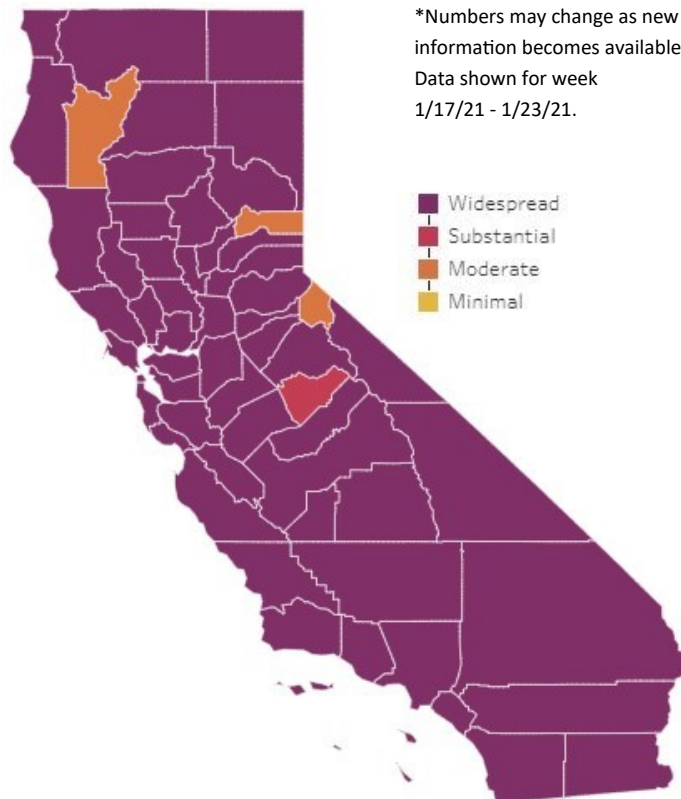 *Numbers may change as new
information becomes available
Data shown for week
1/17/21 - 1/23/21.
Widespread
Substantial
Moderate
Minimal